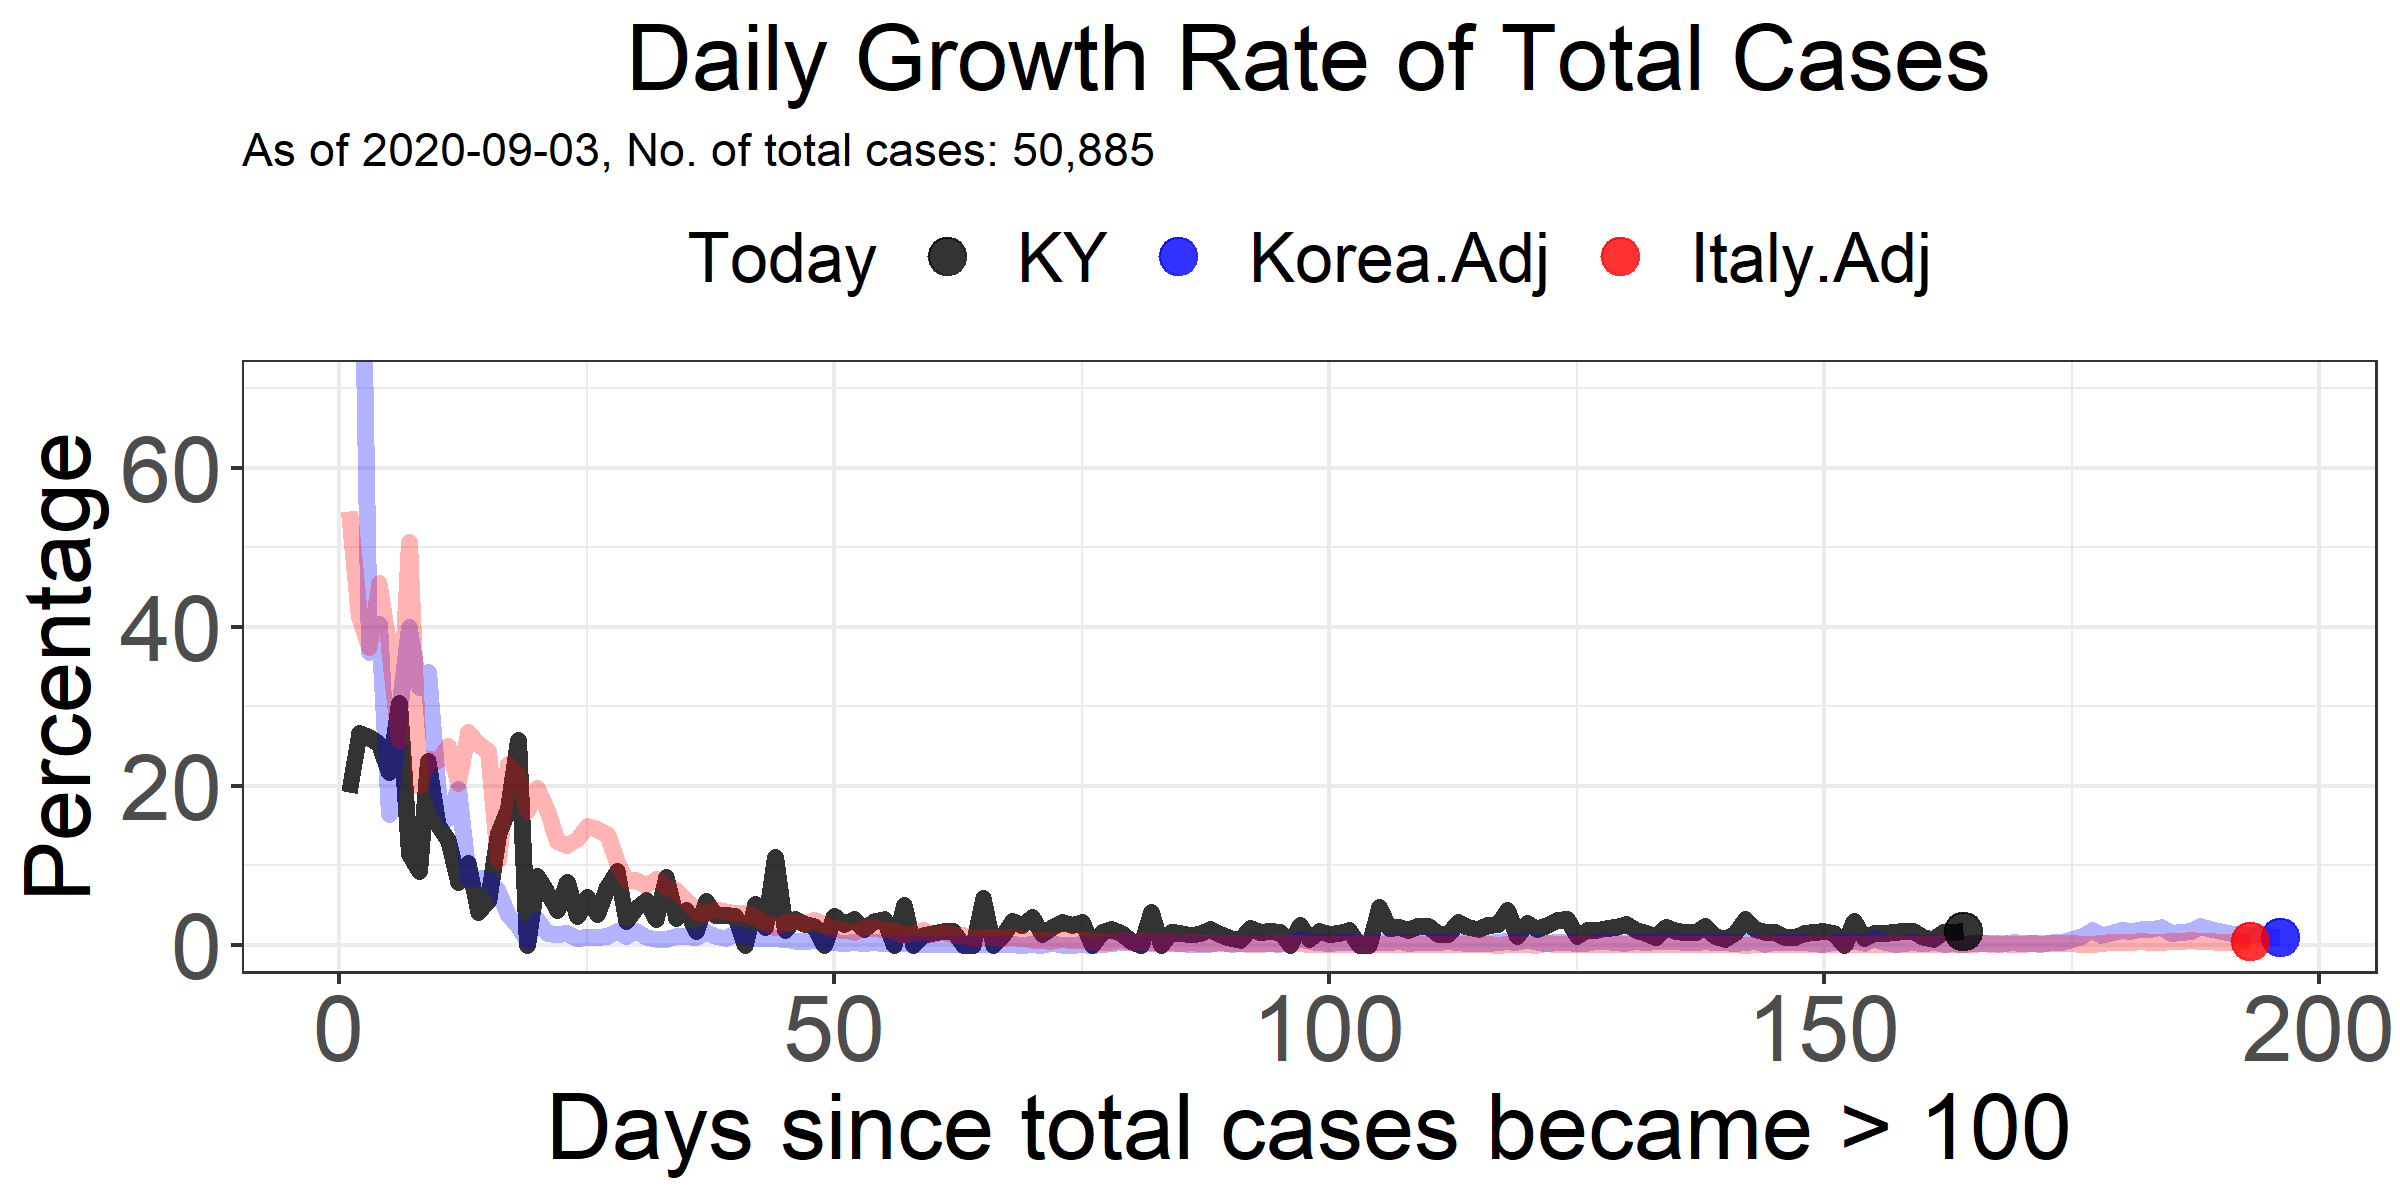 Daily Growth Rate of Total Cases
As of 2020-09-03, No. of total cases: 50,885
Today KY Korea.Adj Italy.Adj
Percentage
60
40
20
0
0 50 100 150 200
Days since total cases became > 100